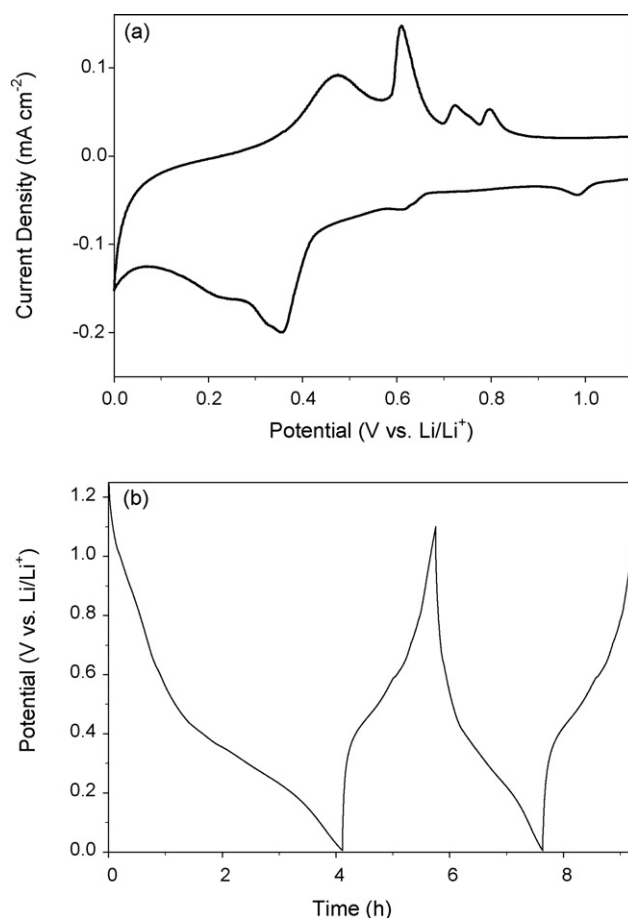 (a)
Current Density (mA cm⁻²)
0.1
0.0
-0.1
-0.2
0.0 0.2 0.4 0.6 0.8 1.0
Potential (V vs. Li/Li⁺)
(b)
Potential (V vs. Li/Li⁺)
1.2
1.0
0.8
0.6
0.4
0.2
0.0
0 2 4 6 8
Time (h)